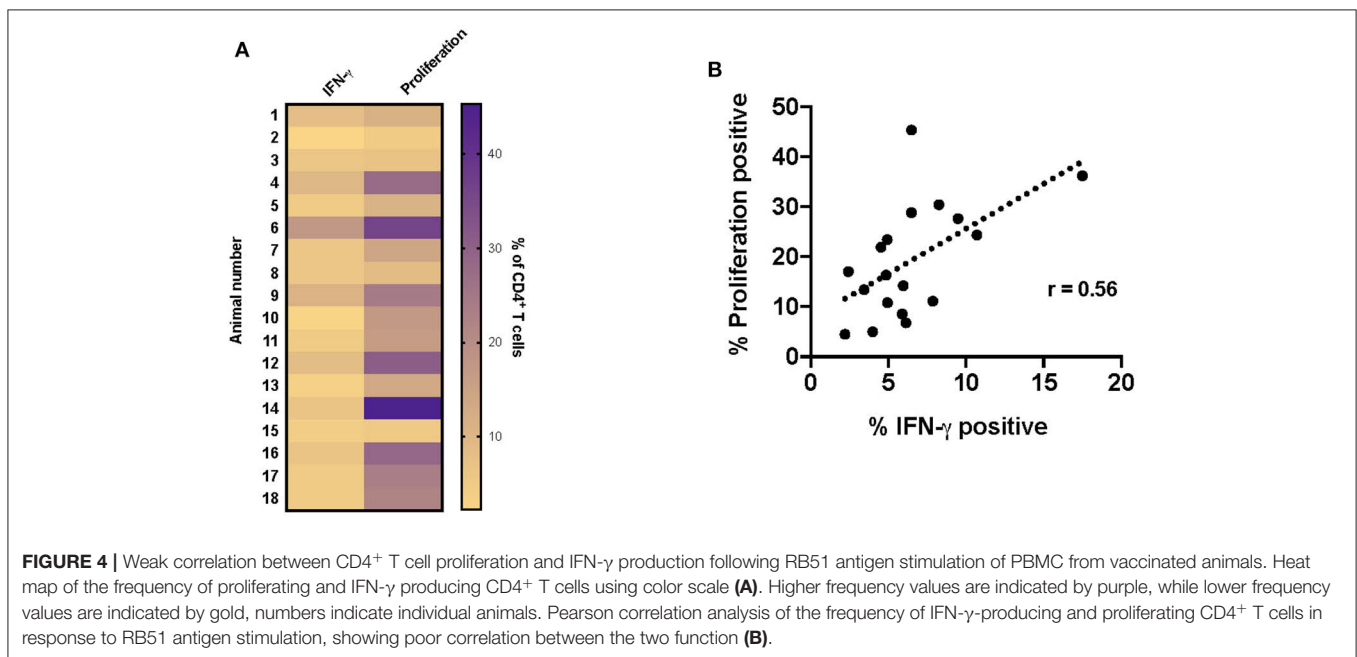 A
IFN-γ
Proliferation
1
2
3
4
5
6
7
8
9
10
11
12
13
14
15
16
17
18
Animal number
40
30
20
10
% of CD4+ T cells
B
% Proliferation positive
50
40
30
20
10
0
r = 0.56
0 5 10 15 20
% IFN-γ positive
FIGURE 4 | Weak correlation between CD4+ T cell proliferation and IFN-γ production following RB51 antigen stimulation of PBMC from vaccinated animals. Heat
map of the frequency of proliferating and IFN-γ producing CD4+ T cells using color scale (A). Higher frequency values are indicated by purple, while lower frequency
values are indicated by gold, numbers indicate individual animals. Pearson correlation analysis of the frequency of IFN-γ-producing and proliferating CD4+ T cells in
response to RB51 antigen stimulation, showing poor correlation between the two function (B).